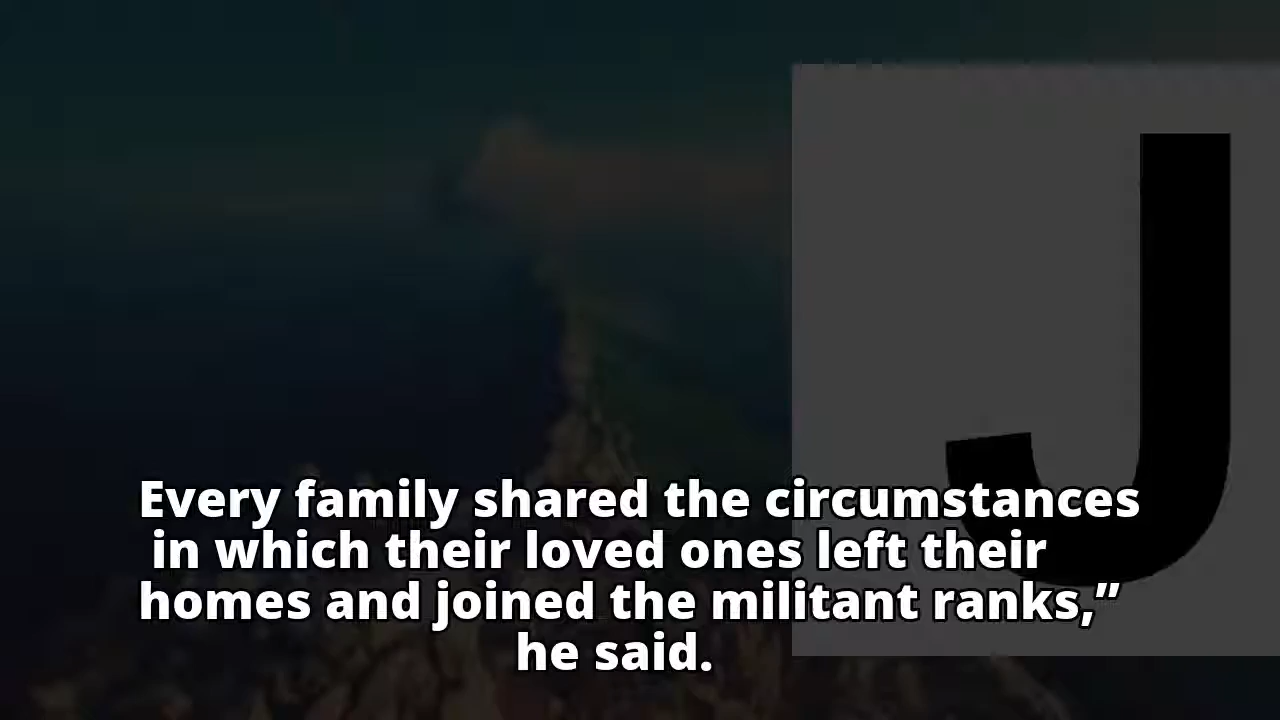 J
Every family shared the circumstances
in which their loved ones left their
homes and joined the militant ranks,”
he said.